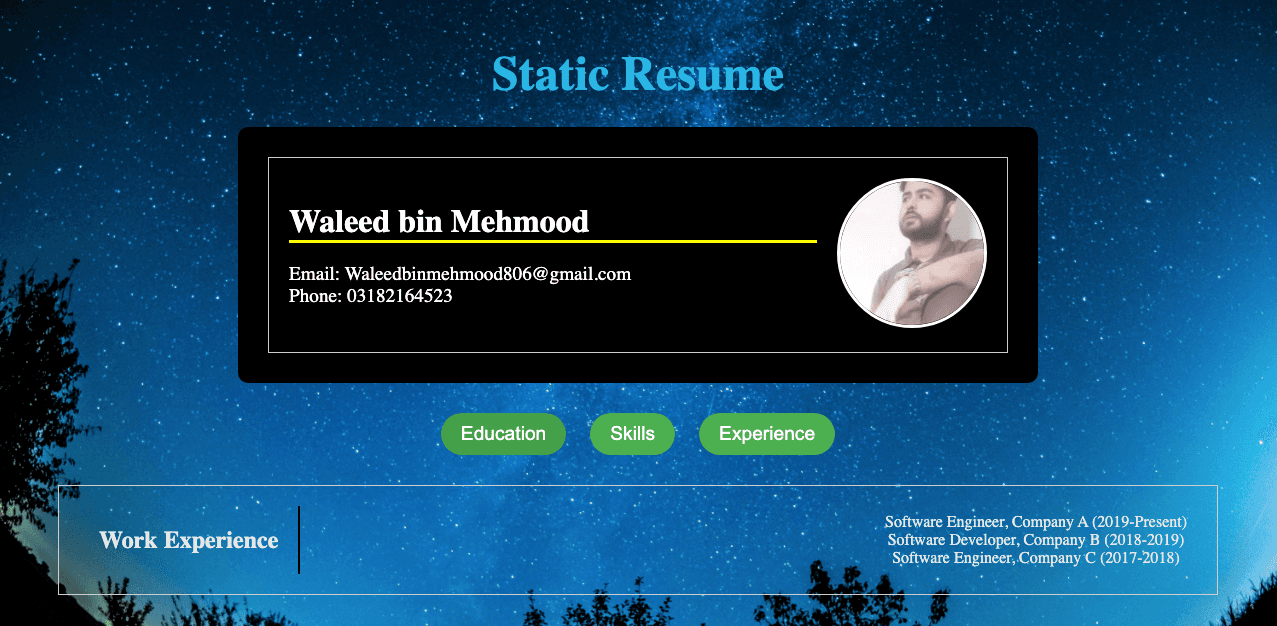 Static Resume
Waleed bin Mehmood
Email: Waleedbinmehmood806@gmail.com
Phone: 03182164523
Education
Skills
Experience
Work Experience
Software Engineer, Company A (2019-Present)
Software Developer, Company B (2018-2019)
Software Engineer, Company C (2017-2018)